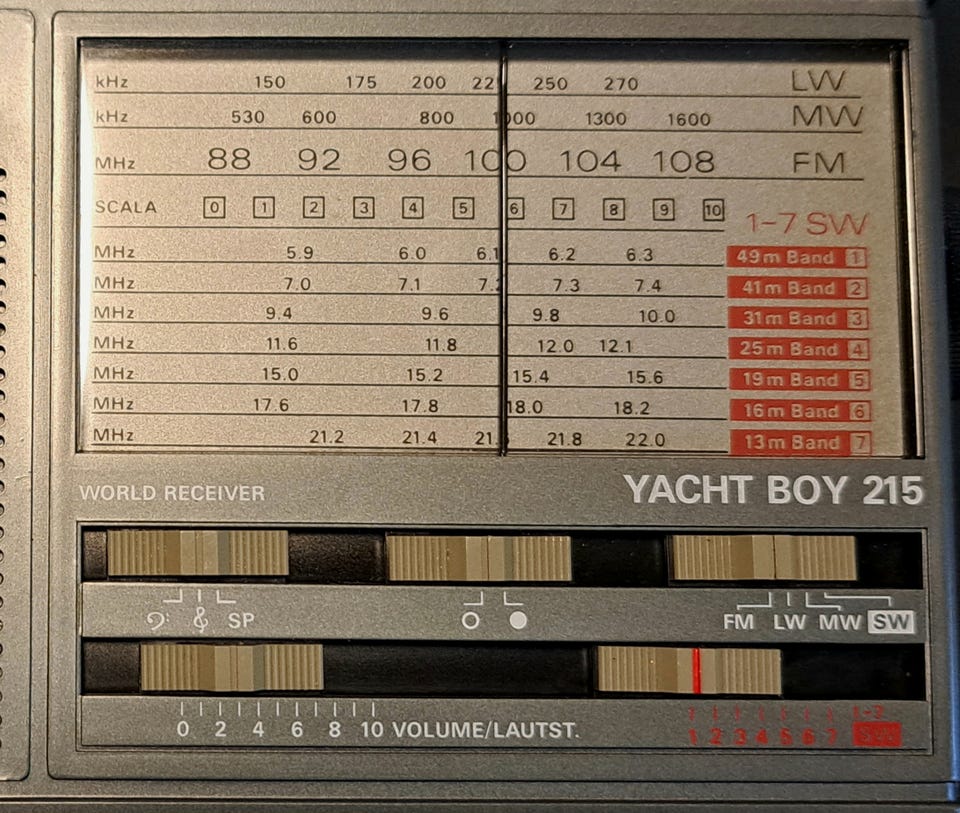 kHz 150 175 200 250 270 LW
kHz 530 600 800 1000 1300 1600 MW
MHz 88 92 96 100 104 108 FM
SCALA 0 1 2 3 4 5 6 7 8 9 10
1-7 SW
MHz 5.9 6.0 6.1 6.2 6.3 49m Band 1
MHz 7.0 7.1 7.2 7.3 7.4 41m Band 2
MHz 9.4 9.6 9.8 10.0 31m Band 3
MHz 11.6 11.8 12.0 12.1 25m Band 4
MHz 15.0 15.2 15.4 15.6 19m Band 5
MHz 17.6 17.8 18.0 18.2 16m Band 6
MHz 21.2 21.4 21.8 22.0 13m Band 7
WORLD RECEIVER YACHT BOY 215
SP FM LW MW SW
0 2 4 6 8 10 VOLUME/LAUTST. 1 2 3 4 5 6 7 SW